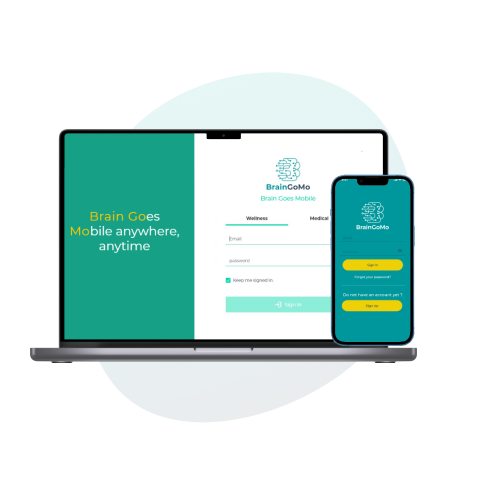 Brain Goes
Mobile anywhere,
anytime
BrainGoMo
Brain Goes Mobile
Wellness
Medical
Email
password
Keep me signed in
Sign in
BrainGoMo
Sign in
Forgot your password?
Do not have an account yet ?
Sign Up